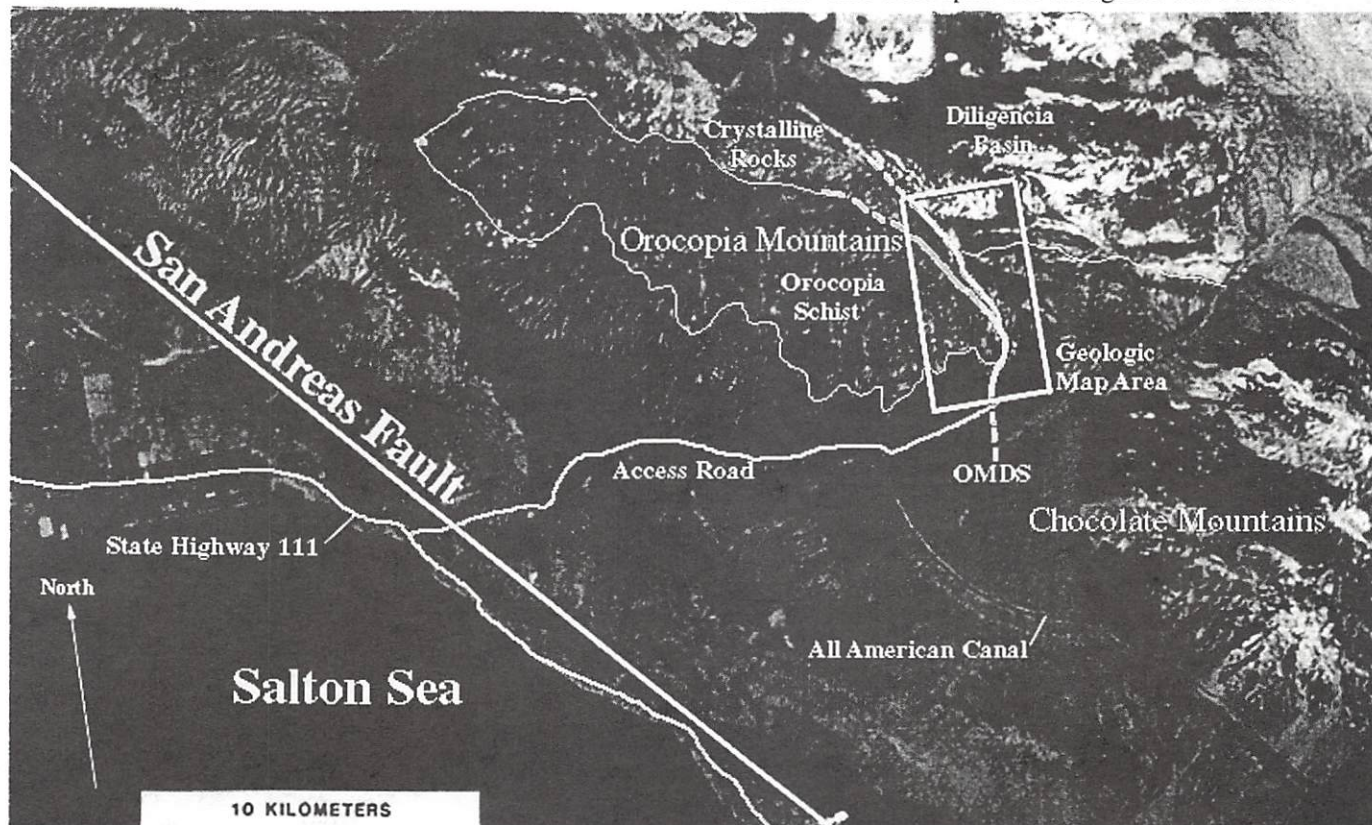 Crystalline
Rocks
Diligencia
Basin
Orocopia Mountains
Orocopia
Schist
San Andreas Fault
Geologic
Map Area
Access Road
OMDS
Chocolate Mountains
State Highway 111
North
All American Canal
Salton Sea
10 KILOMETERS